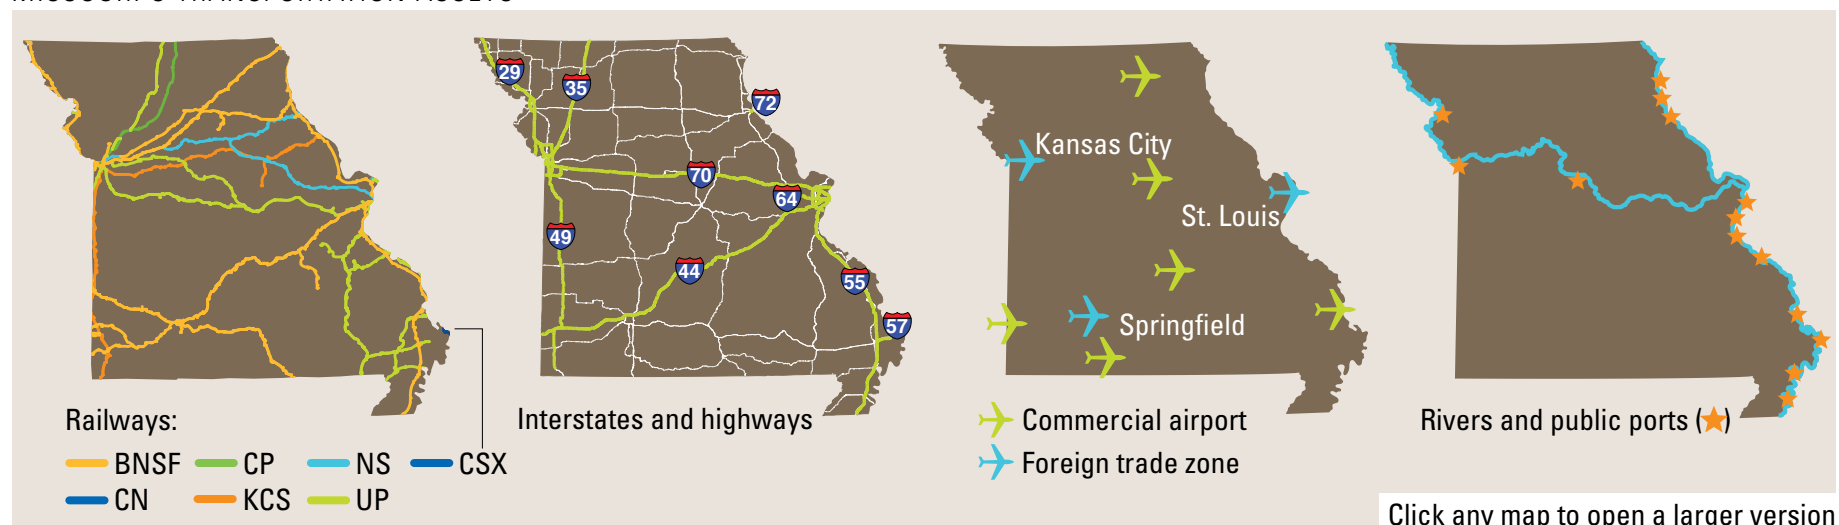 29
35
72
70
64
49
44
55
57
Kansas City
St. Louis
Springfield
Railways:
BNSF
CP
NS
CSX
CN
KCS
UP
Interstates and highways
Commercial airport
Foreign trade zone
Rivers and public ports (★)
Click any map to open a larger version